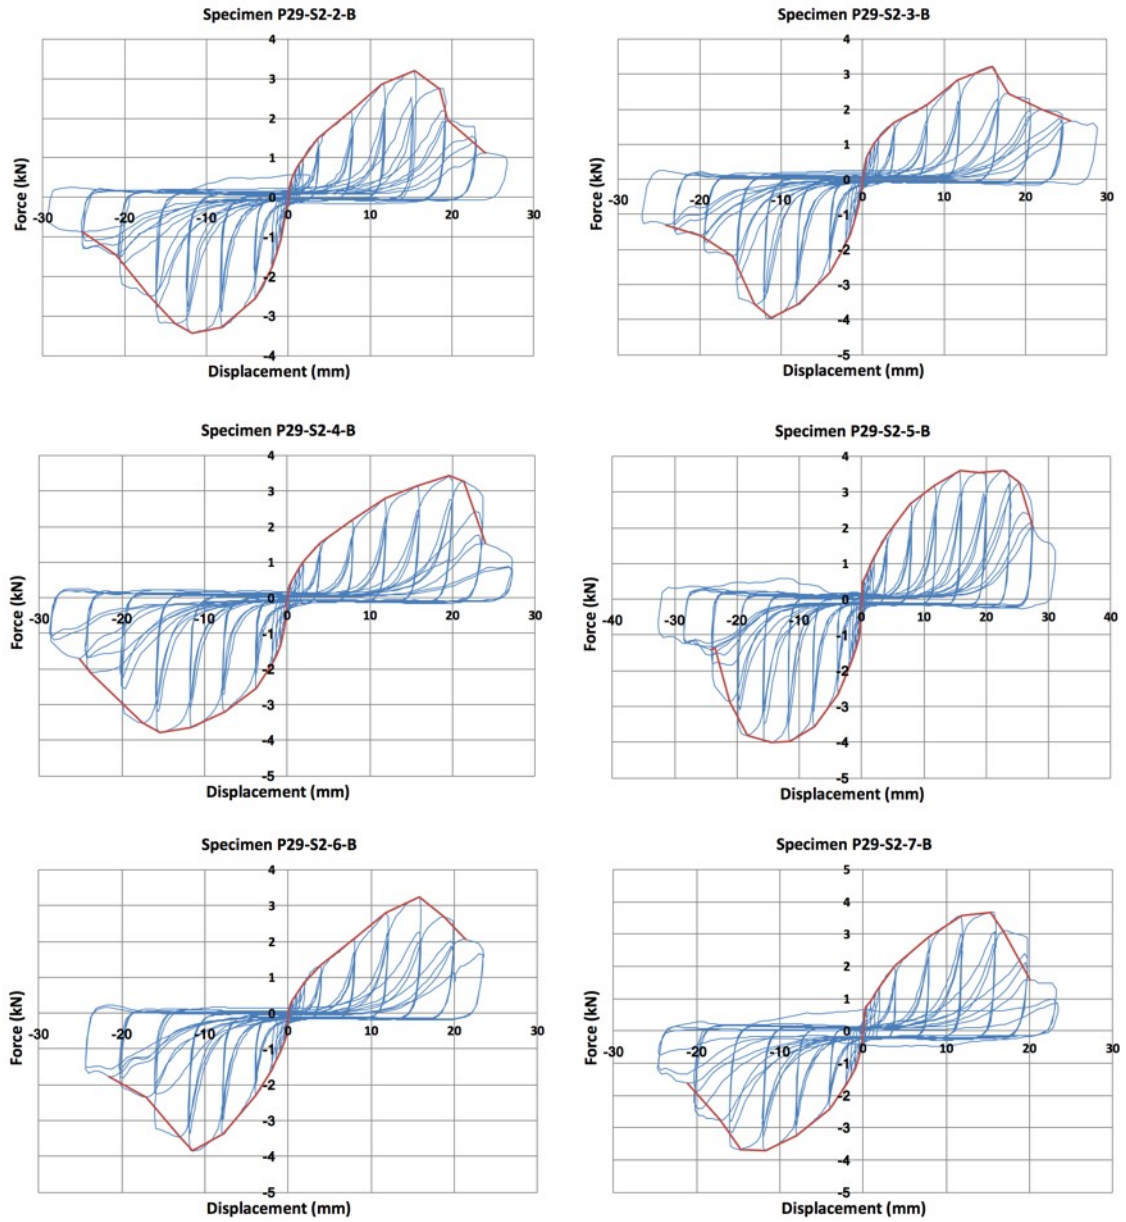 Specimen P29-S2-2-B
4
3
2
1
0
-30 -20 -10 0 10 20 30
-1
-2
-3
-4
Force (kN)
Displacement (mm)
Specimen P29-S2-3-B
4
3
2
1
0
-30 -20 -10 0 10 20 30
-1
-2
-3
-4
-5
Force (kN)
Displacement (mm)
Specimen P29-S2-4-B
4
3
2
1
0
-30 -20 -10 0 10 20 30
-1
-2
-3
-4
-5
Force (kN)
Displacement (mm)
Specimen P29-S2-5-B
4
3
2
1
0
-40 -30 -20 -10 0 10 20 30 40
-1
-2
-3
-4
-5
Force (kN)
Displacement (mm)
Specimen P29-S2-6-B
4
3
2
1
0
-30 -20 -10 0 10 20 30
-1
-2
-3
-4
-5
Force (kN)
Displacement (mm)
Specimen P29-S2-7-B
5
4
3
2
1
0
-30 -20 -10 0 10 20 30
-1
-2
-3
-4
-5
Force (kN)
Displacement (mm)